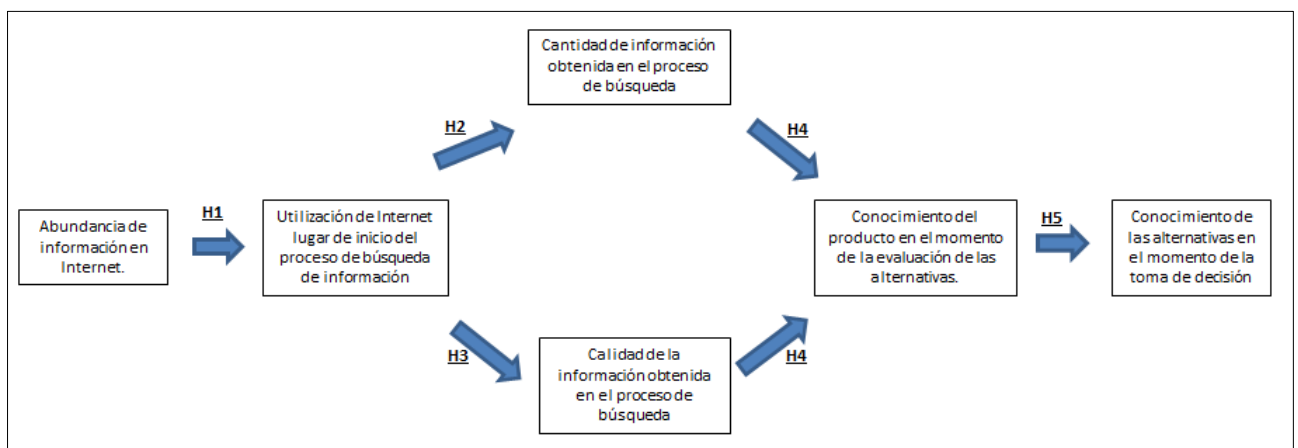 Cantidad de información
obtenida en el proceso
de búsqueda
H2
H4
Abundancia de
información en
Internet.
H1
Utilización de Internet
lugar de inicio del
proceso de búsqueda
de información
Conocimiento del
producto en el momento
de la evaluación de las
alternativas.
H5
Conocimiento de
las alternativas en
el momento de la
toma de decisión
H3
Calidad de la
información obtenida
en el proceso de
búsqueda
H4